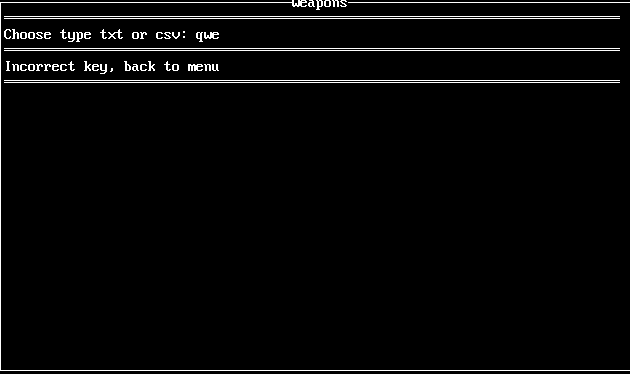 Weapons
Choose type txt or csv: qwe
Incorrect key, back to menu